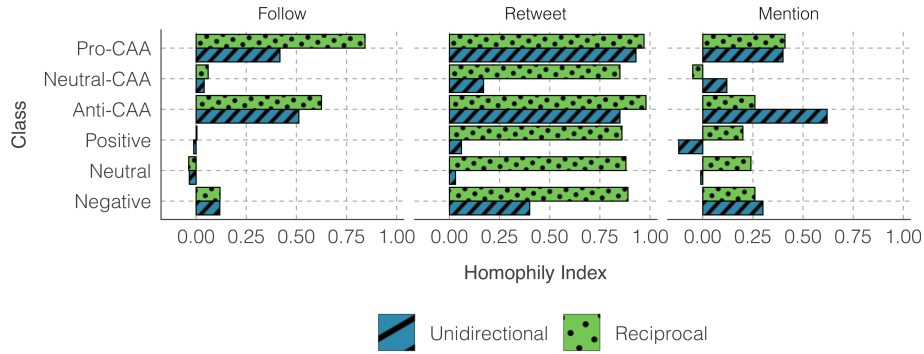 Follow
Retweet
Mention
Class
Pro-CAA
Neutral-CAA
Anti-CAA
Positive
Neutral
Negative
0.00 0.25 0.50 0.75 1.00
0.00 0.25 0.50 0.75 1.00
0.00 0.25 0.50 0.75 1.00
Homophily Index
Unidirectional
Reciprocal